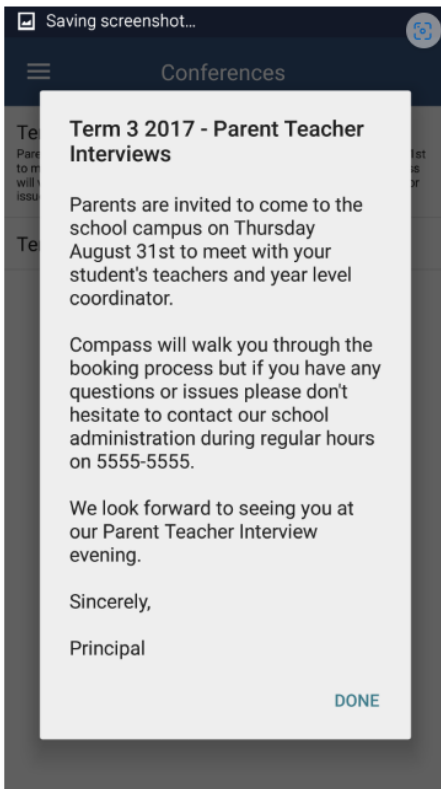 Saving screenshot...
Conferences
Term 3 2017 - Parent Teacher
Interviews
Parents are invited to come to the
school campus on Thursday
August 31st to meet with your
student's teachers and year level
coordinator.
Compass will walk you through the
booking process but if you have any
questions or issues please don't
hesitate to contact our school
administration during regular hours
on 5555-5555.
We look forward to seeing you at
our Parent Teacher Interview
evening.
Sincerely,
Principal
DONE